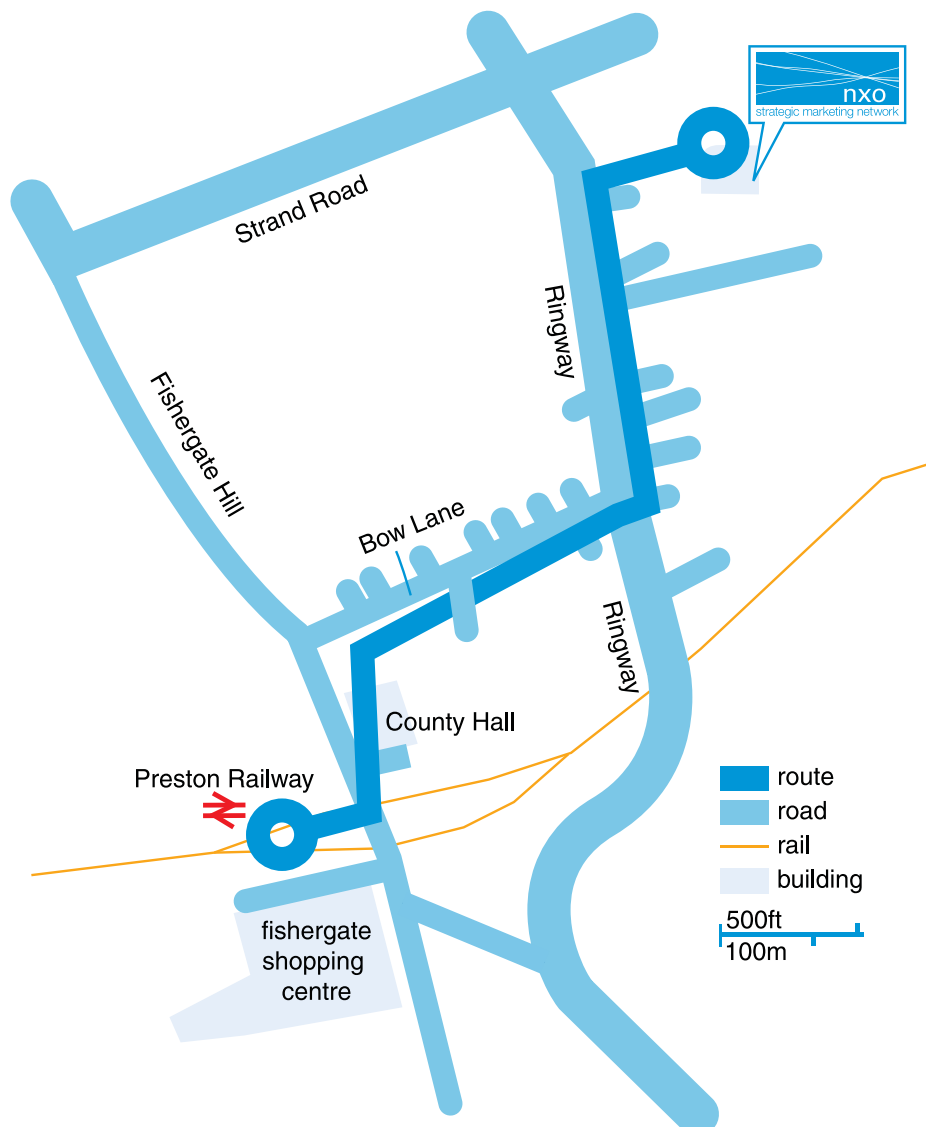 nxo
strategic marketing network
Strand Road
Ringway
Fishergate Hill
Bow Lane
Ringway
County Hall
Preston Railway
route
road
rail
building
500ft
100m
fishergate
shopping
centre